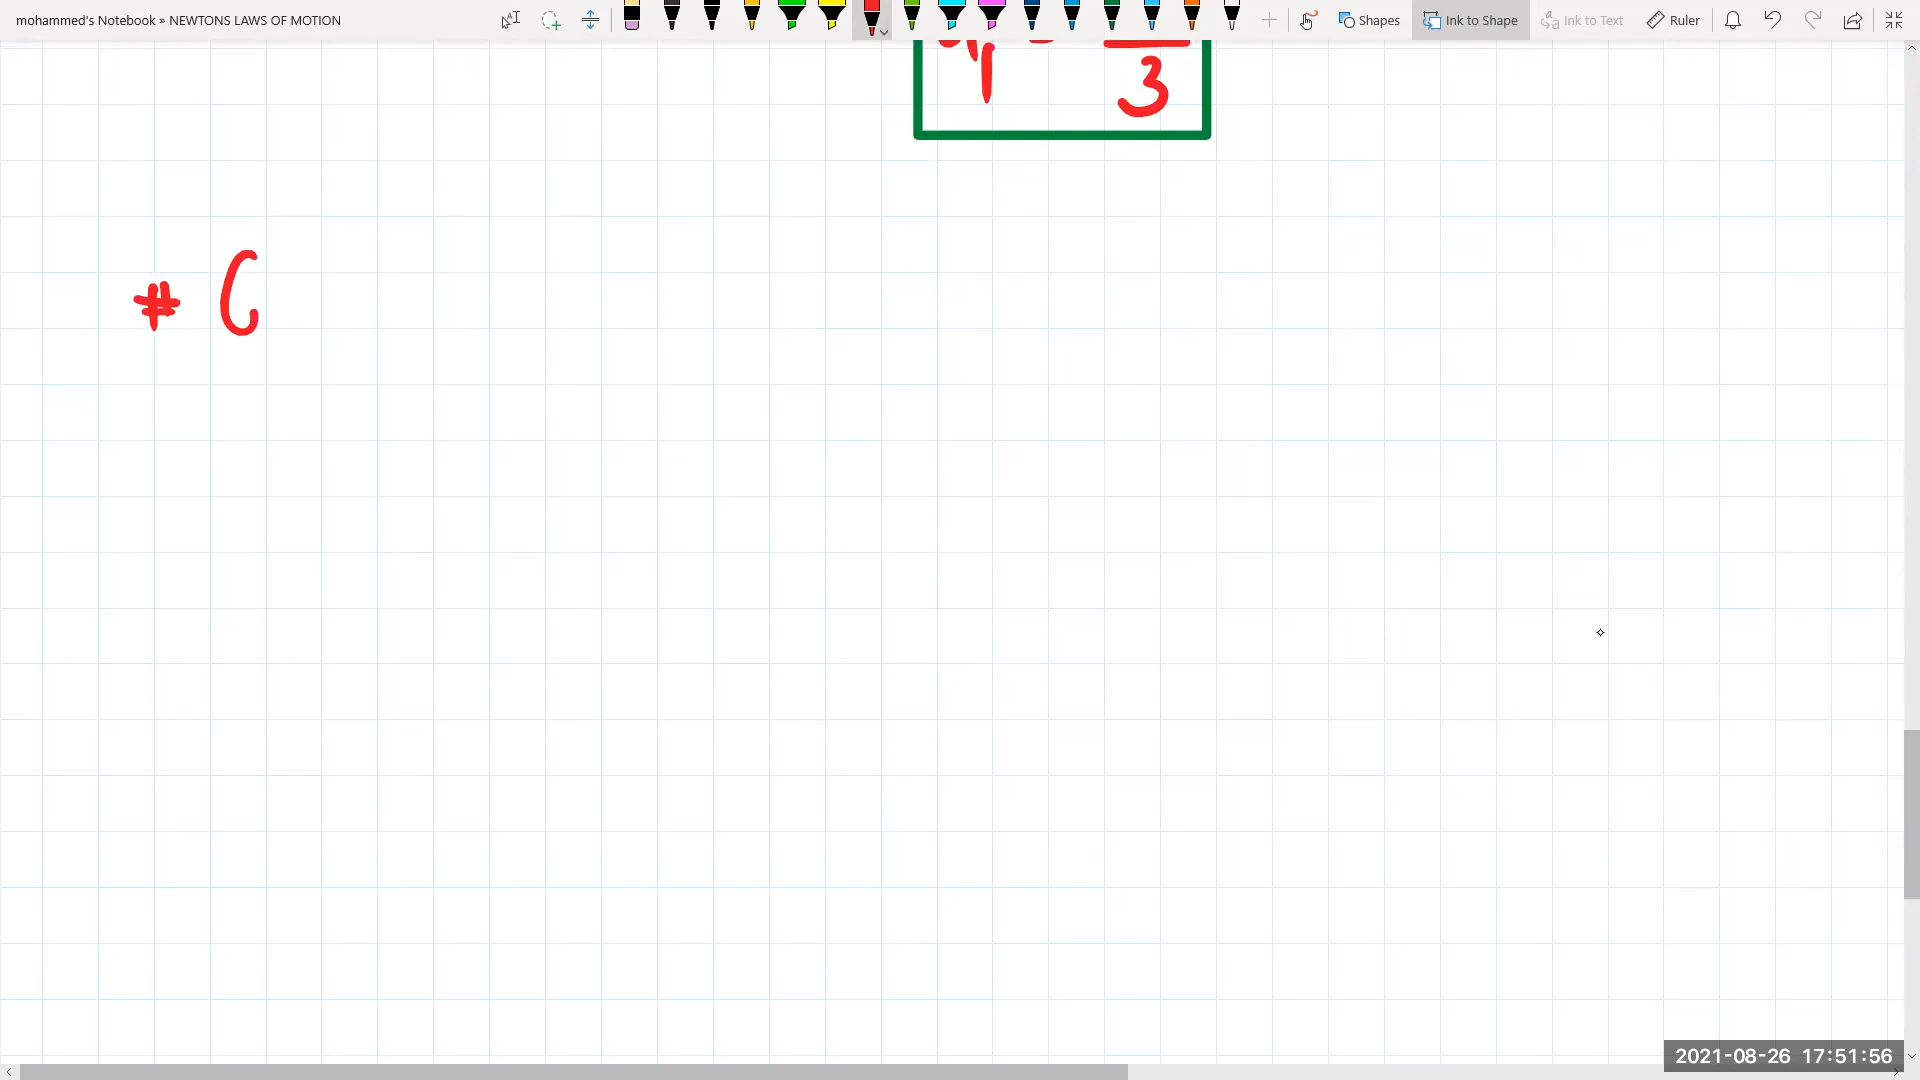 mohammed's Notebook » NEWTONS LAWS OF MOTION
Shapes
Ink to Shape
Ink to Text
Ruler
3
#
2021-08-26 17:51:56